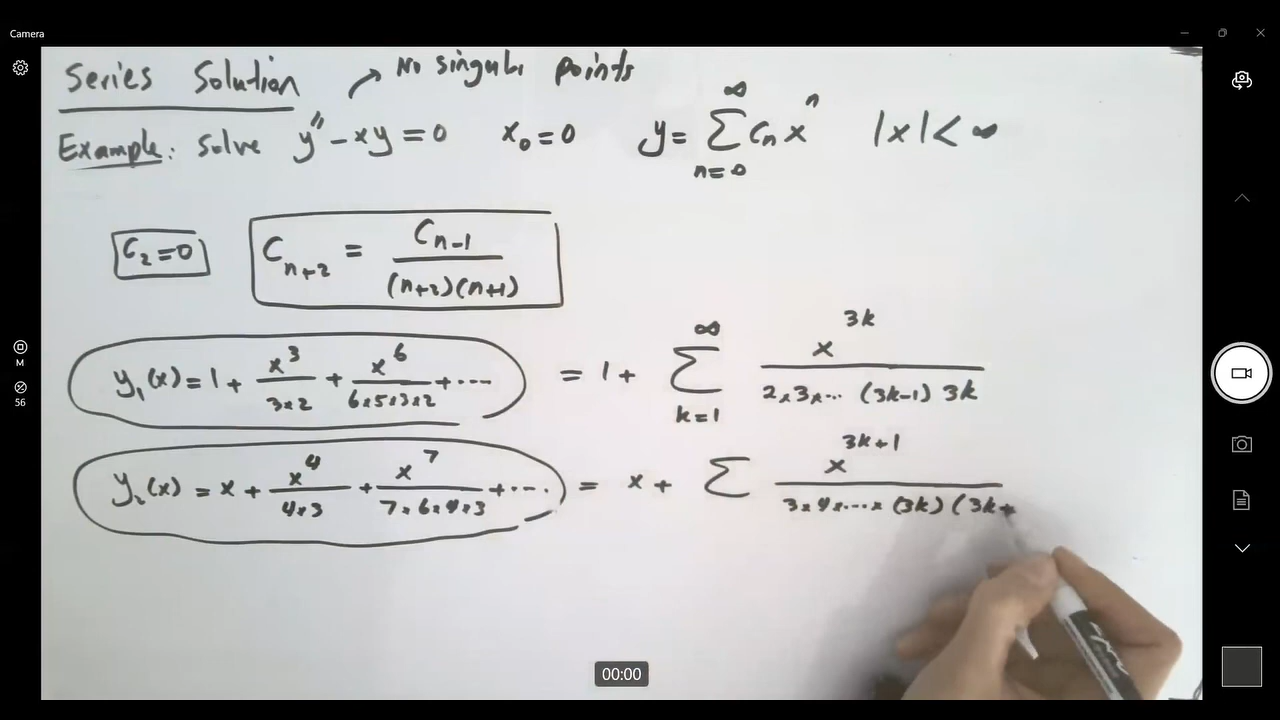 Camera
Series Solution → No singular points
Example: solve y'' - xy = 0 x₀ = 0 y = ∑_{n=0}^{∞} Cₙ xⁿ |x| < ∞
C₂ = 0 C_{n+2} = C_{n-1} / (n+2)(n+1)
y₁(x) = 1 + x³/(3×2) + x⁶/(6×5×3×2) + ... = 1 + ∑_{k=1}^{∞} x^{3k} / 2×3×... (3k-1) 3k
y₂(x) = x + x⁴/(4×3) + x⁷/(7×6×4×3) + ... = x + ∑ x^{3k+1} / 3×4×...× (3k) (3k+
M
56
00:00